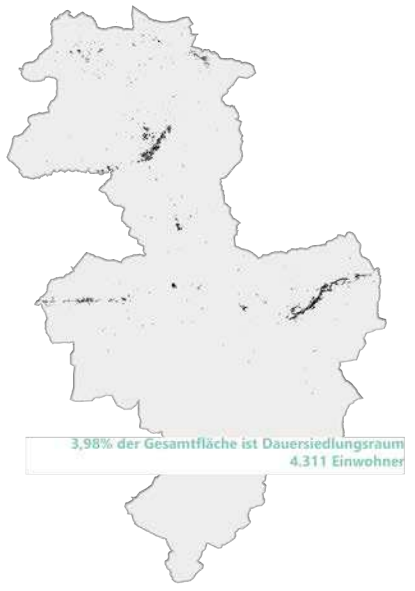 3,98% der Gesamtfläche ist Dauersiedlungsraum
4.311 Einwohner